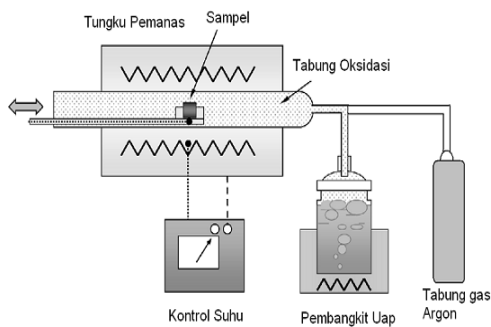 Tungku Pemanas
Sampel
Tabung Oksidasi
Kontrol Suhu
Pembangkit Uap
Tabung gas
Argon